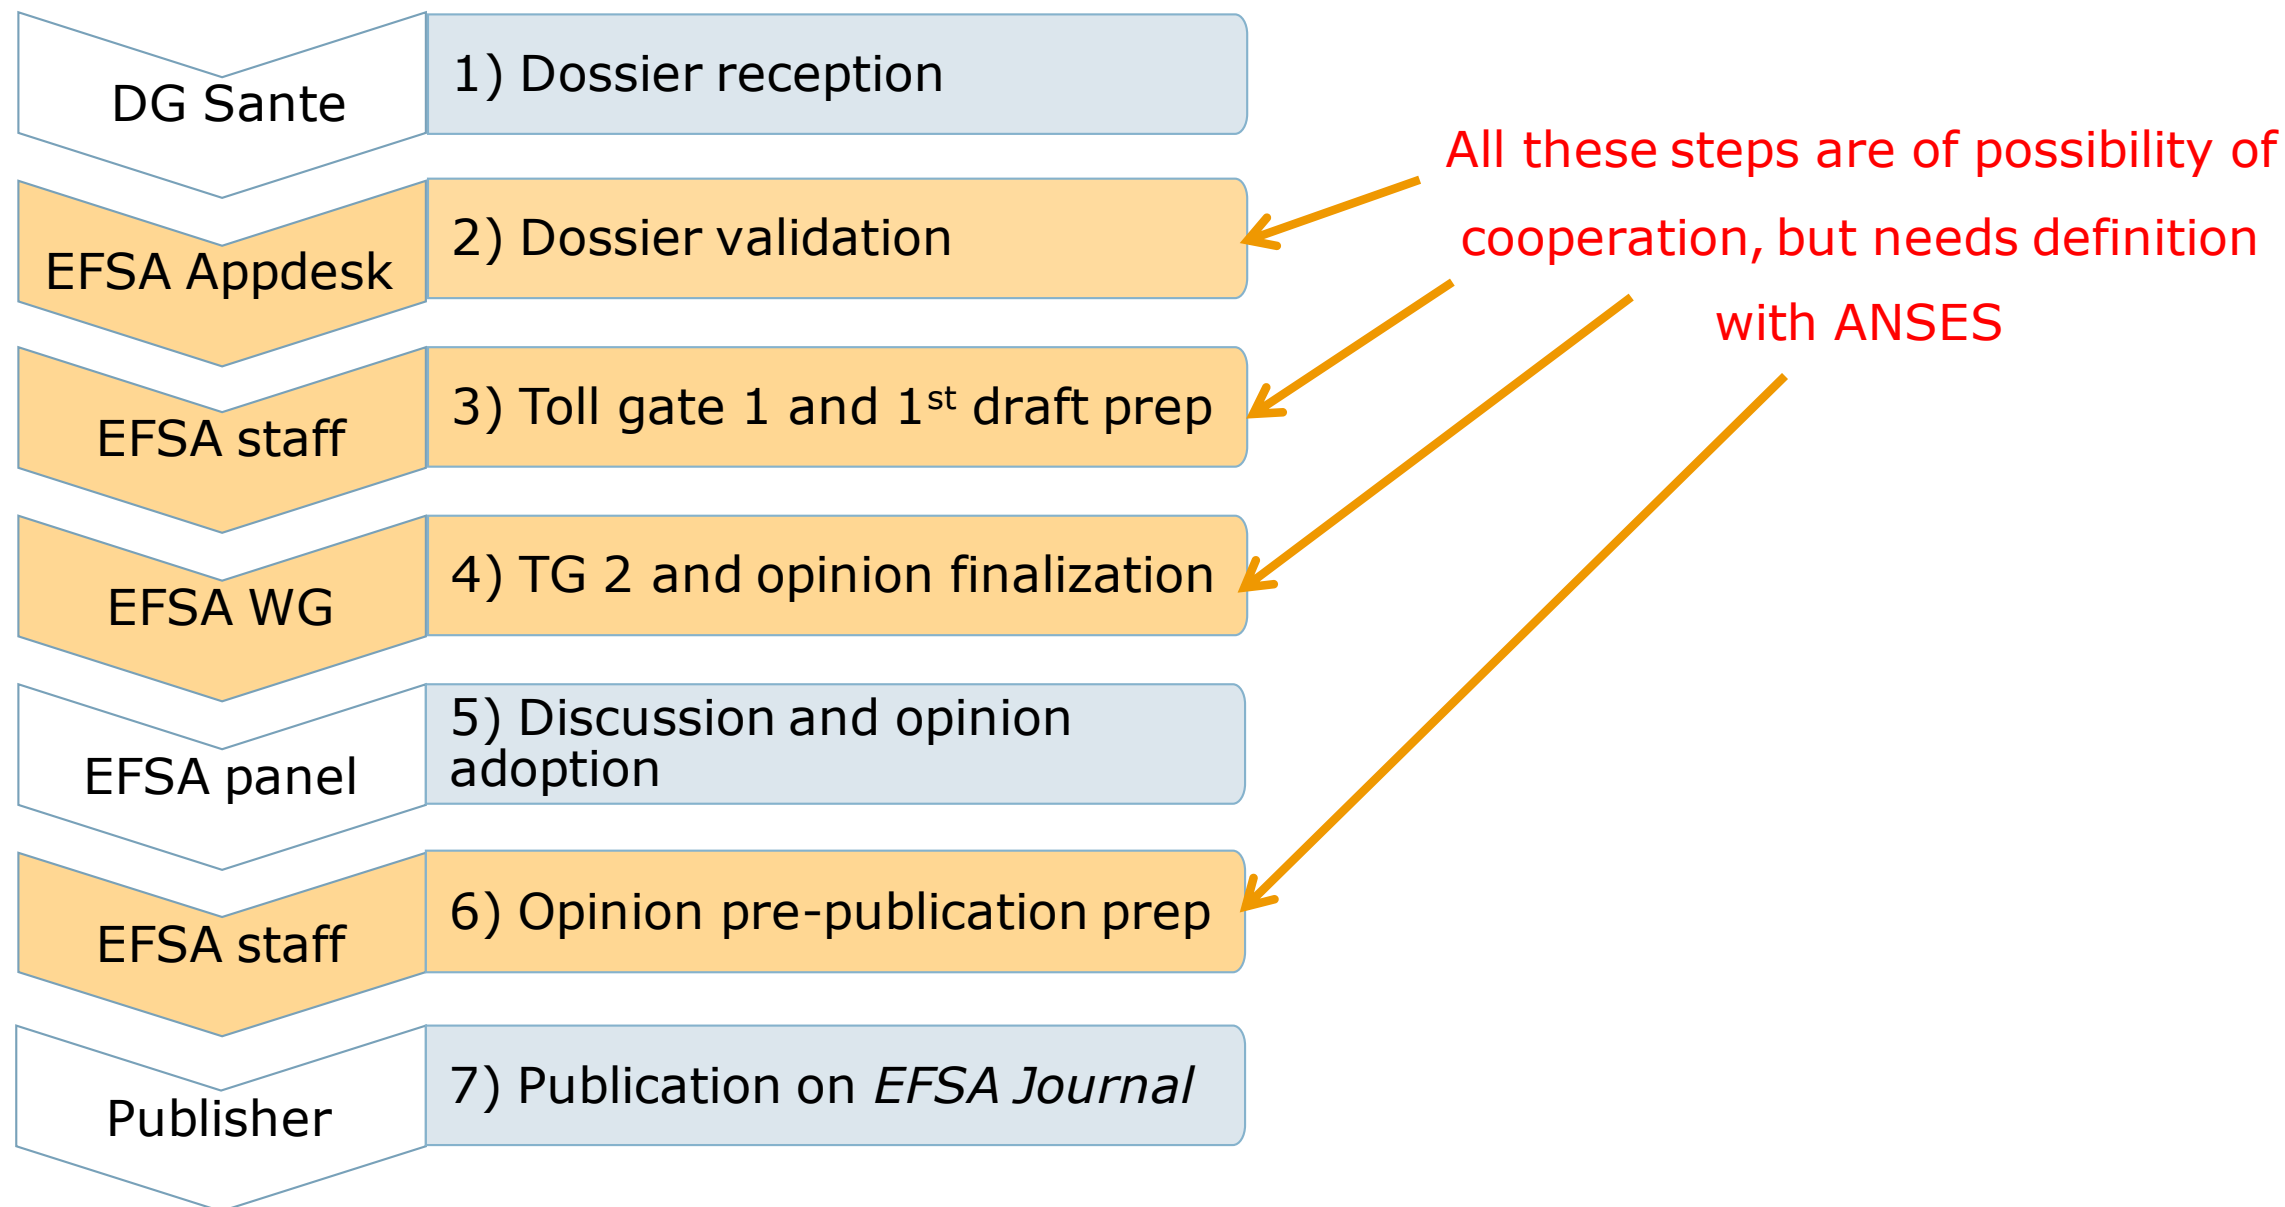 DG Sante
1) Dossier reception
EFSA Appdesk
2) Dossier validation
EFSA staff
3) Toll gate 1 and 1st draft prep
EFSA WG
4) TG 2 and opinion finalization
EFSA panel
5) Discussion and opinion
adoption
EFSA staff
6) Opinion pre-publication prep
Publisher
7) Publication on EFSA Journal
All these steps are of possibility of
cooperation, but needs definition
with ANSES